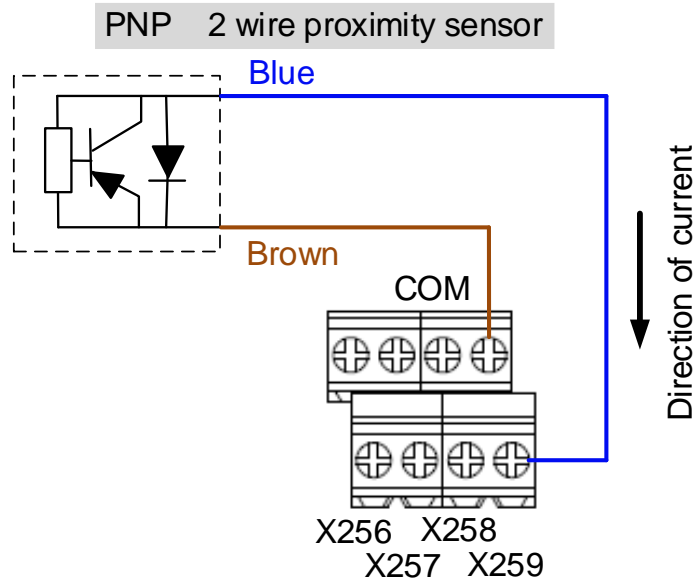 PNP 2 wire proximity sensor
Blue
Brown
COM
Direction of current
X256 X258
X257 X259